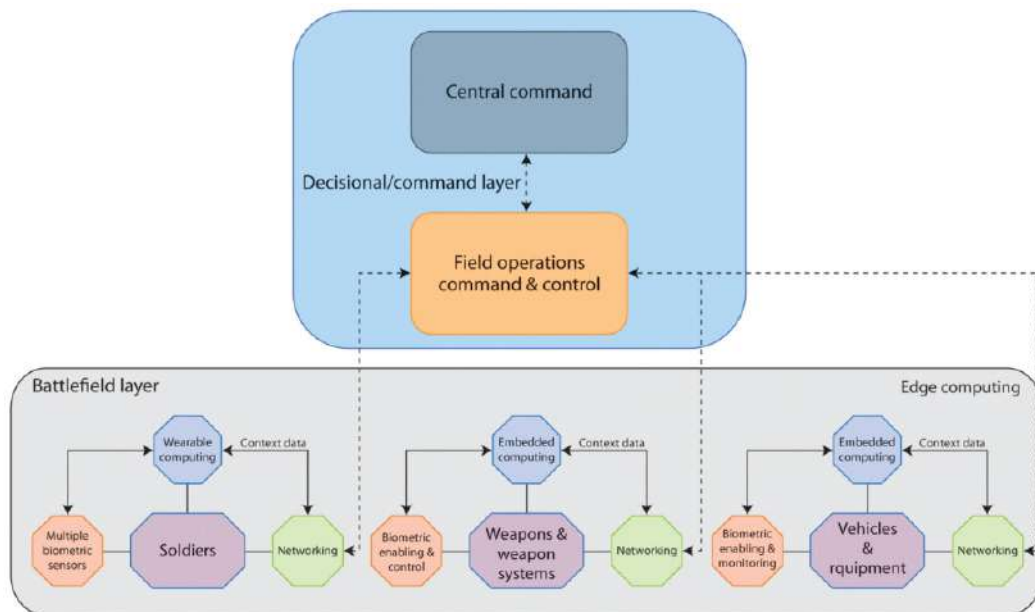 Central command
Decisional/command layer
Field operations
command & control
Battlefield layer
Edge computing
Wearable
computing
Context data
Multiple
biometric
sensors
Soldiers
Networking
Embedded
computing
Context data
Biometric
enabling &
control
Weapons &
weapon
systems
Networking
Embedded
computing
Context data
Biometric
enabling &
monitoring
Vehicles
&
rquipment
Networking